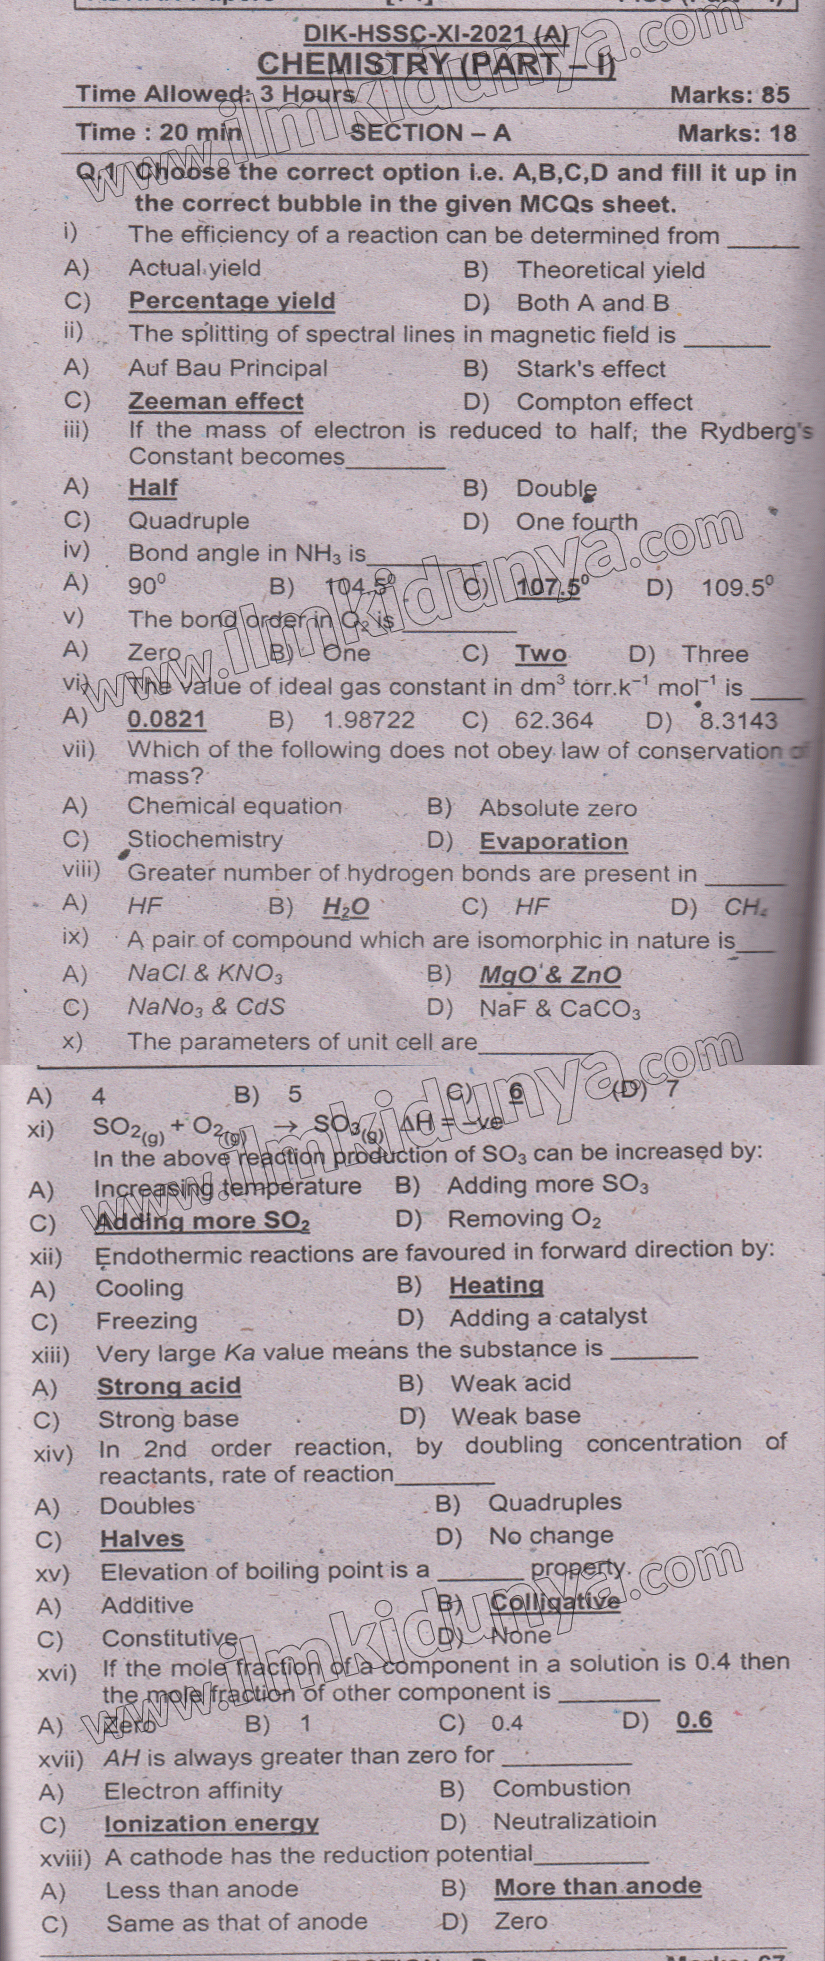 DIK-HSSC-XI-2021 (A)
CHEMISTRY (PART – I)
Time Allowed: 3 Hours Marks: 85
Time : 20 min SECTION – A Marks: 18
Q.1 Choose the correct option i.e. A,B,C,D and fill it up in
the correct bubble in the given MCQs sheet.
i) The efficiency of a reaction can be determined from ______
A) Actual yield B) Theoretical yield
C) Percentage yield D) Both A and B
ii) The splitting of spectral lines in magnetic field is ______
A) Auf Bau Principal B) Stark's effect
C) Zeeman effect D) Compton effect
iii) If the mass of electron is reduced to half, the Rydberg's
Constant becomes______
A) Half B) Double
C) Quadruple D) One fourth
iv) Bond angle in NH₃ is______
A) 90⁰ B) 104.5⁰ C) 107.5⁰ D) 109.5⁰
v) The bond order in O₂ is ______
A) Zero B) One C) Two D) Three
vi) The value of ideal gas constant in dm³ torr.k⁻¹ mol⁻¹ is ____
A) 0.0821 B) 1.98722 C) 62.364 D) 8.3143
vii) Which of the following does not obey law of conservation of
mass?
A) Chemical equation B) Absolute zero
C) Stiochemistry D) Evaporation
viii) Greater number of hydrogen bonds are present in ______
A) HF B) H₂O C) HF D) CH₄
ix) A pair of compound which are isomorphic in nature is___
A) NaCl & KNO₃ B) MgO & ZnO
C) NaNo₃ & CdS D) NaF & CaCO₃
x) The parameters of unit cell are______
A) 4 B) 5 C) 6 (D) 7
xi) SO₂(g) + O₂(g) → SO₃(g) ΔH = –ve
In the above reaction production of SO₃ can be increased by:
A) Increasing temperature B) Adding more SO₃
C) Adding more SO₂ D) Removing O₂
xii) Endothermic reactions are favoured in forward direction by:
A) Cooling B) Heating
C) Freezing D) Adding a catalyst
xiii) Very large Ka value means the substance is ______
A) Strong acid B) Weak acid
C) Strong base D) Weak base
xiv) In 2nd order reaction, by doubling concentration of
reactants, rate of reaction______
A) Doubles B) Quadruples
C) Halves D) No change
xv) Elevation of boiling point is a ______ property.
A) Additive B) Colligative
C) Constitutive D) None
xvi) If the mole fraction of a component in a solution is 0.4 then
the mole fraction of other component is ______
A) Zero B) 1 C) 0.4 D) 0.6
xvii) AH is always greater than zero for ______
A) Electron affinity B) Combustion
C) Ionization energy D) Neutralizatioin
xviii) A cathode has the reduction potential______
A) Less than anode B) More than anode
C) Same as that of anode D) Zero
www.ilmkidunya.com
www.ilmkidunya.com
www.ilmkidunya.com
www.ilmkidunya.com